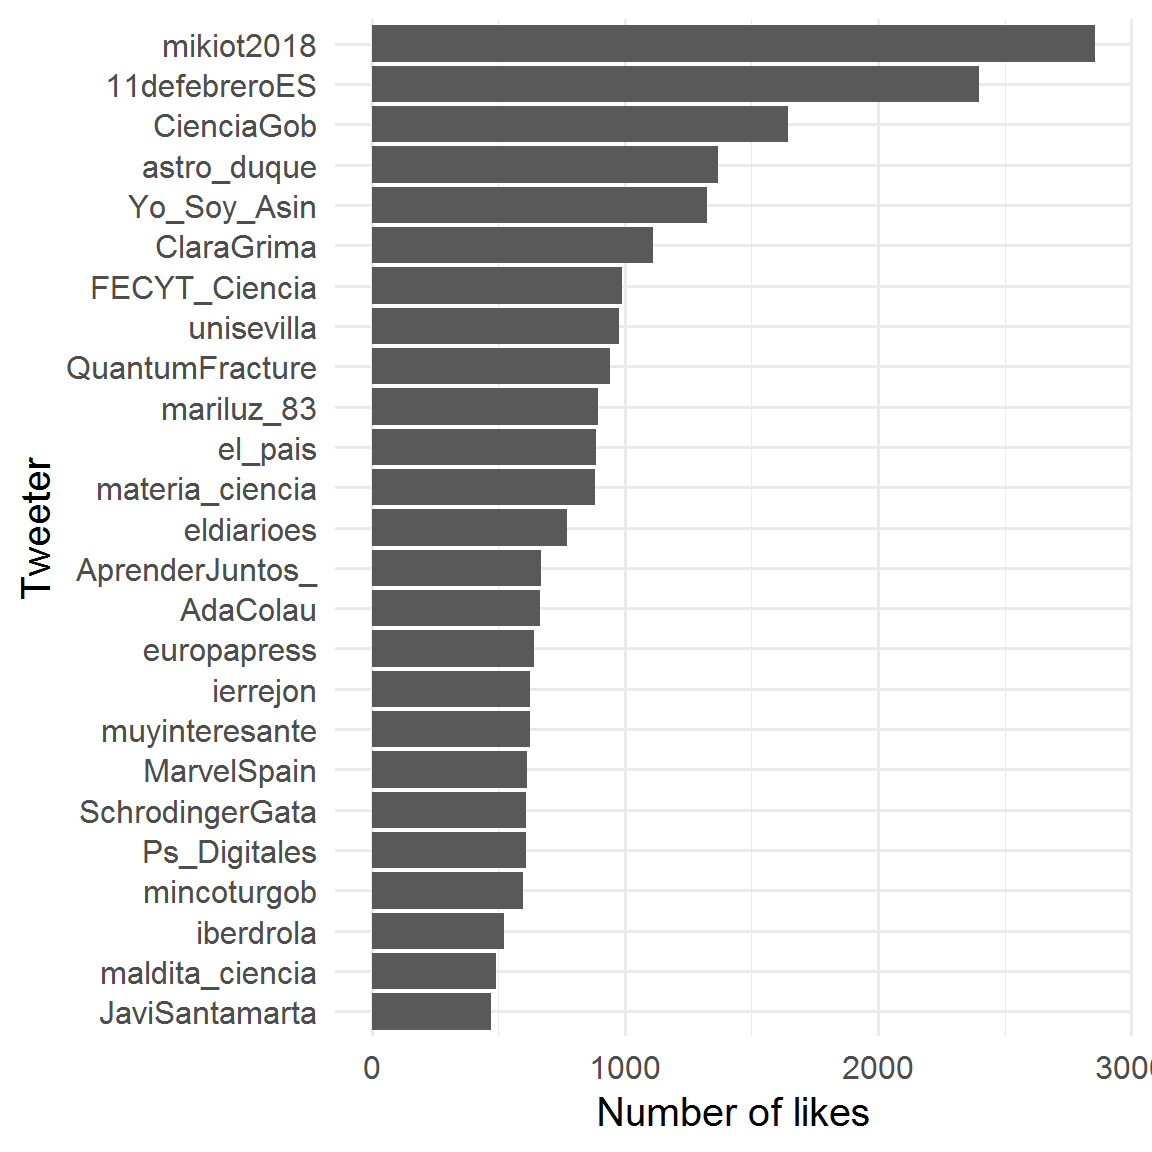 mikiot2018
11defebreroES
CienciaGob
astro_duque
Yo_Soy_Asin
ClaraGrima
FECYT_Ciencia
unisevilla
QuantumFracture
mariluz_83
el_pais
materia_ciencia
eldiarioes
AprenderJuntos_
AdaColau
europapress
ierrejon
muyinteresante
MarvelSpain
SchrodingerGata
Ps_Digitales
mincoturgob
iberdrola
maldita_ciencia
JaviSantamarta
Tweeter
0 1000 2000 3000
Number of likes